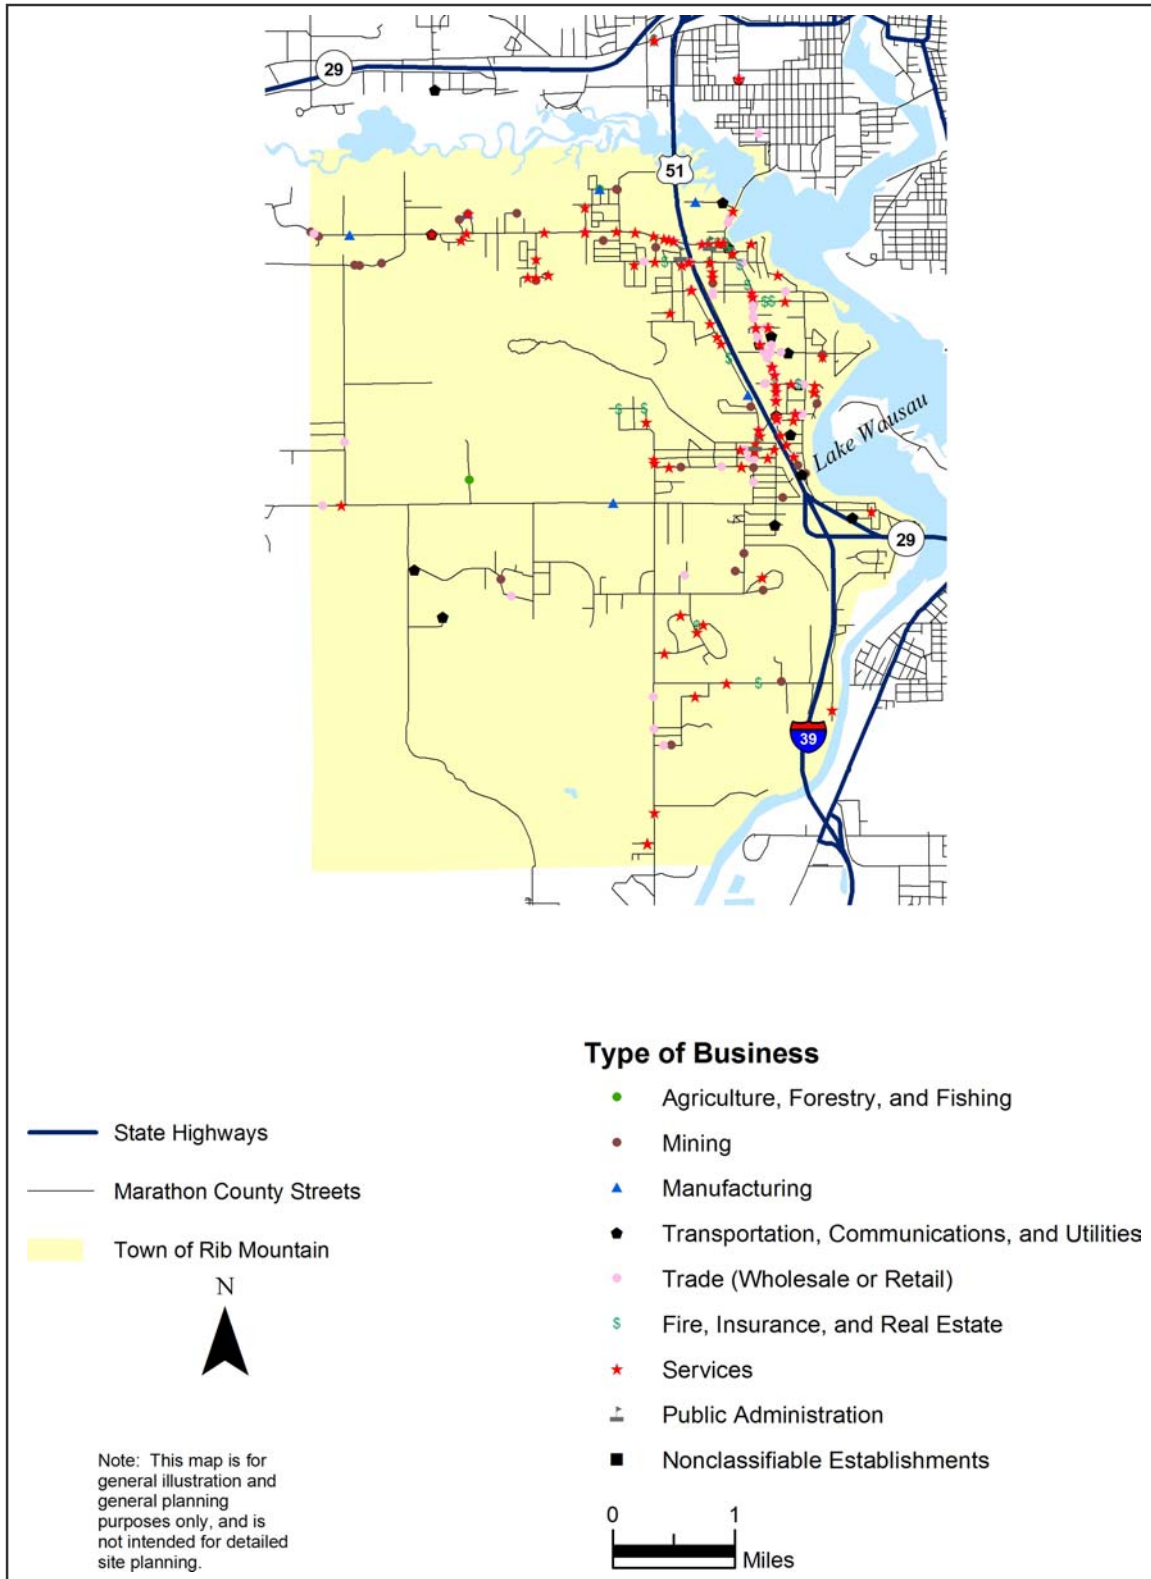 29
51
Lake Wausau
29
39
Type of Business
Agriculture, Forestry, and Fishing
Mining
Manufacturing
Transportation, Communications, and Utilities
Trade (Wholesale or Retail)
$ Fire, Insurance, and Real Estate
Services
Public Administration
Nonclassifiable Establishments
State Highways
Marathon County Streets
Town of Rib Mountain
N
Note: This map is for
general illustration and
general planning
purposes only, and is
not intended for detailed
site planning.
0 1
Miles